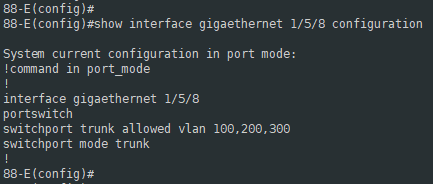 88-E(config)#
88-E(config)#show interface gigaethernet 1/5/8 configuration
System current configuration in port mode:
!command in port_mode
!
interface gigaethernet 1/5/8
portswitch
switchport trunk allowed vlan 100,200,300
switchport mode trunk
!
88-E(config)#